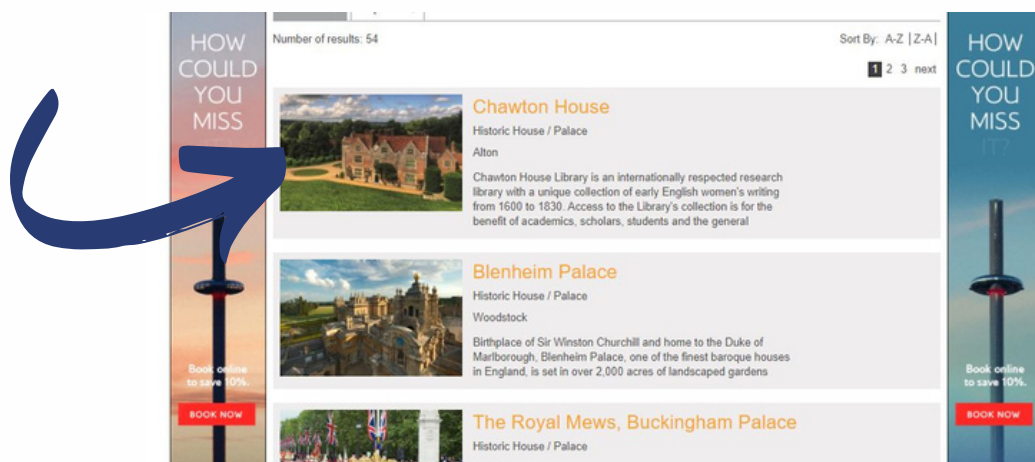 HOW
COULD
YOU
MISS
Book online
to save 10%.
BOOK NOW
Number of results: 54
Sort By: A-Z | Z-A |
1 2 3 next
Chawton House
Historic House / Palace
Alton
Chawton House Library is an internationally respected research
library with a unique collection of early English women's writing
from 1600 to 1830. Access to the Library's collection is for the
benefit of academics, scholars, students and the general
Blenheim Palace
Historic House / Palace
Woodstock
Birthplace of Sir Winston Churchill and home to the Duke of
Marlborough, Blenheim Palace, one of the finest baroque houses
in England, is set in over 2,000 acres of landscaped gardens
The Royal Mews, Buckingham Palace
Historic House / Palace
HOW
COULD
YOU
MISS
IT?
Book online
to save 10%.
BOOK NOW